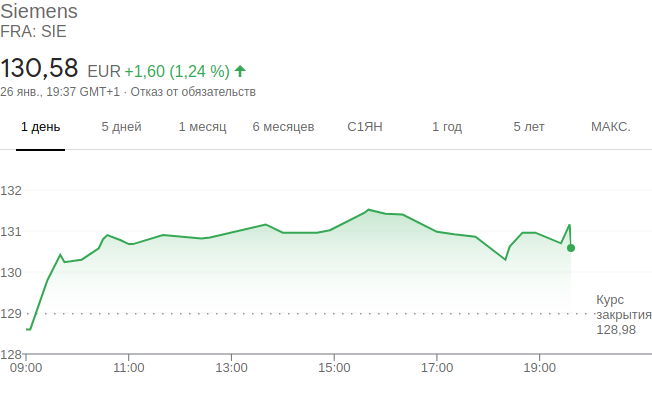 Siemens
FRA: SIE
130,58 EUR +1,60 (1,24 %)
26 янв., 19:37 GMT+1 · Отказ от обязательств
1 день 5 дней 1 месяц 6 месяцев С1ЯН 1 год 5 лет МАКС.
132
131
130
129
128
Курс
закрытия
128,98
09:00 11:00 13:00 15:00 17:00 19:00